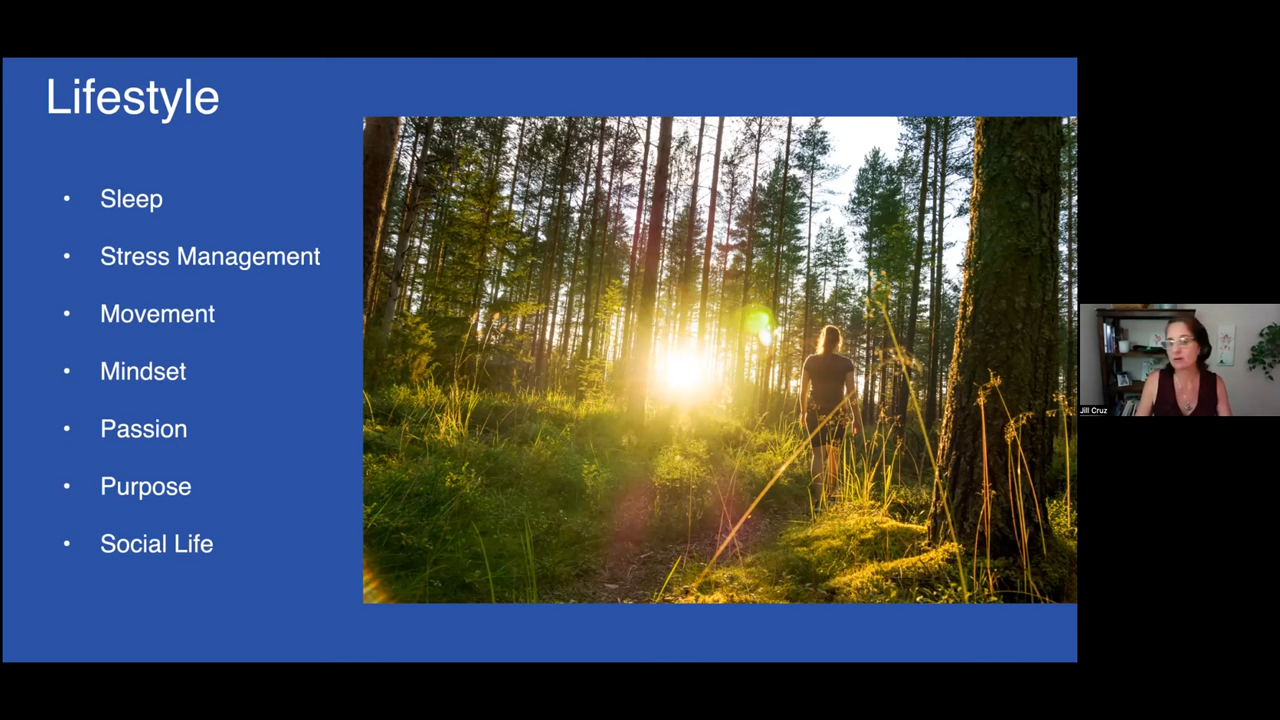 Lifestyle
• Sleep
• Stress Management
• Movement
• Mindset
• Passion
• Purpose
• Social Life
Jill Cruz